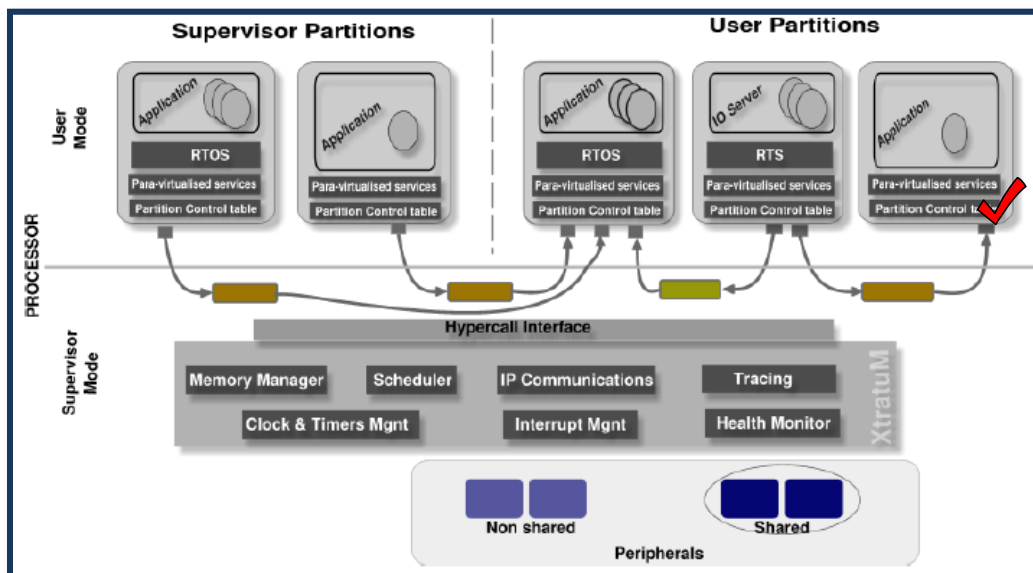 Supervisor Partitions
User Partitions
User
Mode
Application
RTOS
Para-virtualised services
Partition Control table
Application
Para-virtualised services
Partition Control table
Application
RTOS
Para-virtualised services
Partition Control table
IO Server
RTS
Para-virtualised services
Partition Control table
Application
Para-virtualised services
Partition Control table
PROCESSOR
Supervisor
Mode
Hypercall Interface
Memory Manager
Scheduler
IP Communications
Tracing
Clock & Timers Mgnt
Interrupt Mgnt
Health Monitor
XtratuM
Non shared
Shared
Peripherals